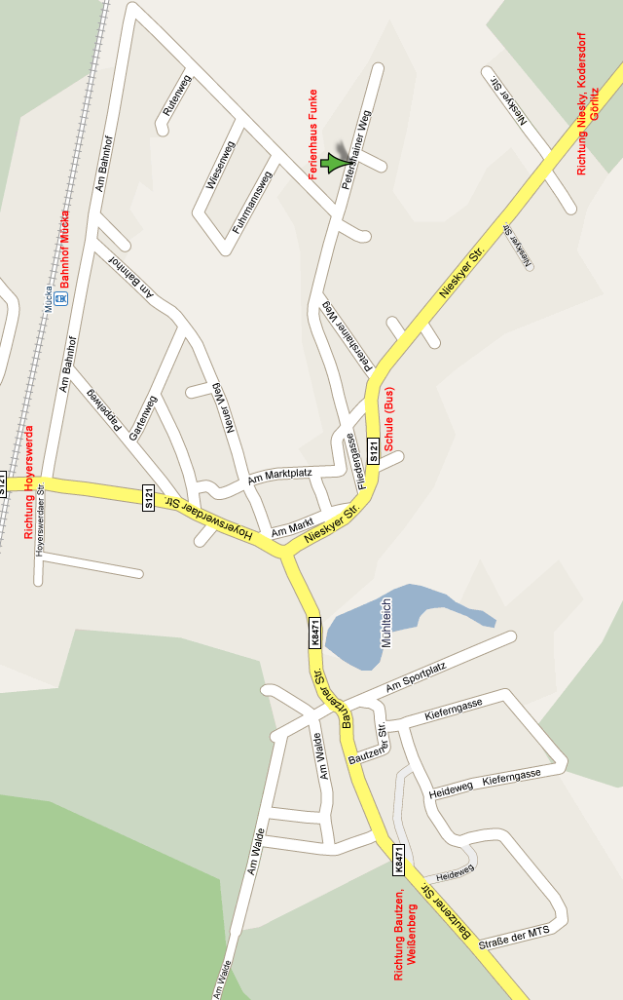 Rutenweg
Am Bahnhof
Wiesenweg
Fuhrmannsweg
Ferienhaus Funke
Petershainer Weg
Nieskyer Str.
Richtung Niesky, Kodersdorf
Görlitz
Nieskyer Str.
Nieskyer Str.
Mücka
Bahnhof Mücka
Am Bahnhof
Am Bahnhof
Petershainer Weg
Pappelweg
Gartenweg
Neuer Weg
Schule (Bus)
Richtung Hoyerswerda
S121
S121
S121
Hoyerswerdaer Str.
Hoyerswerdaer Str.
Am Marktplatz
Fliedergasse
Am Markt
Nieskyer Str.
K8471
Mühlteich
Am Sportplatz
Bautzener Str.
Bautzener Str.
Kieferngasse
Am Walde
Heideweg
Kieferngasse
Am Walde
K8471
Heideweg
Richtung Bautzen,
Weißenberg
Bautzener Str.
Straße der MTS
Am Walde